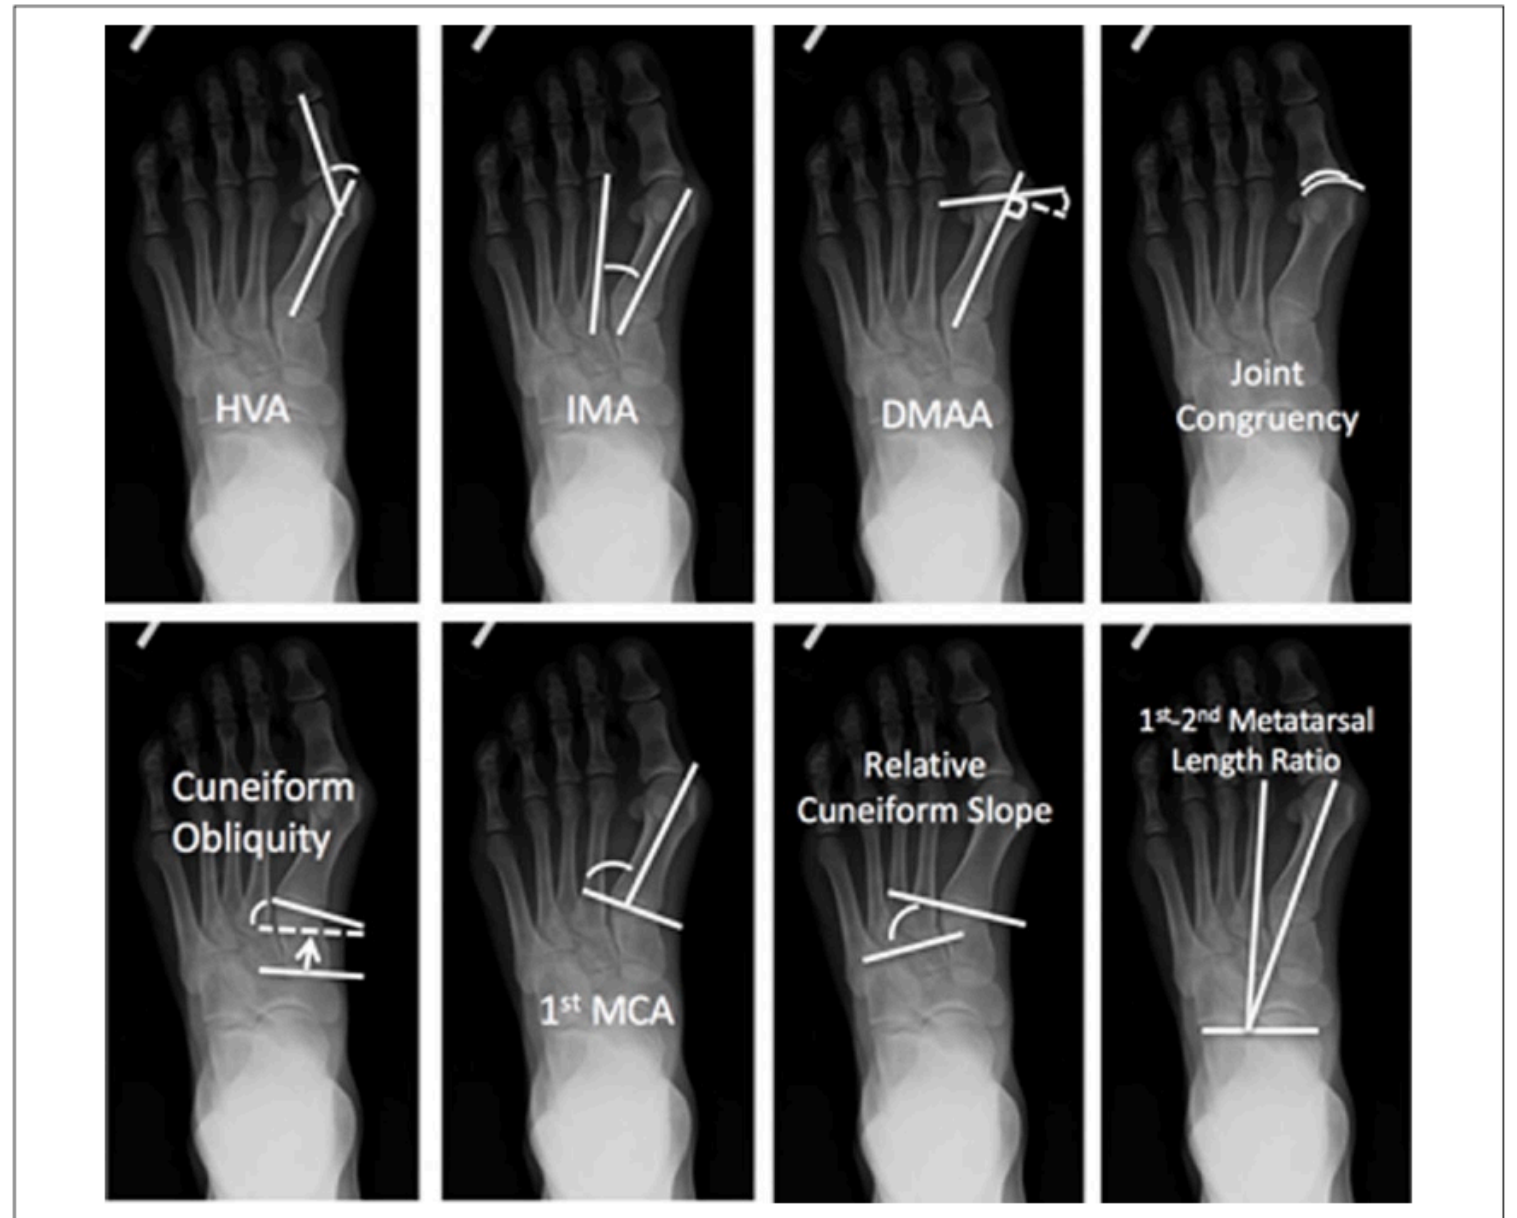 HVA
IMA
DMAA
Joint
Congruency
Cuneiform
Obliquity
1st MCA
Relative
Cuneiform Slope
1st-2nd Metatarsal
Length Ratio